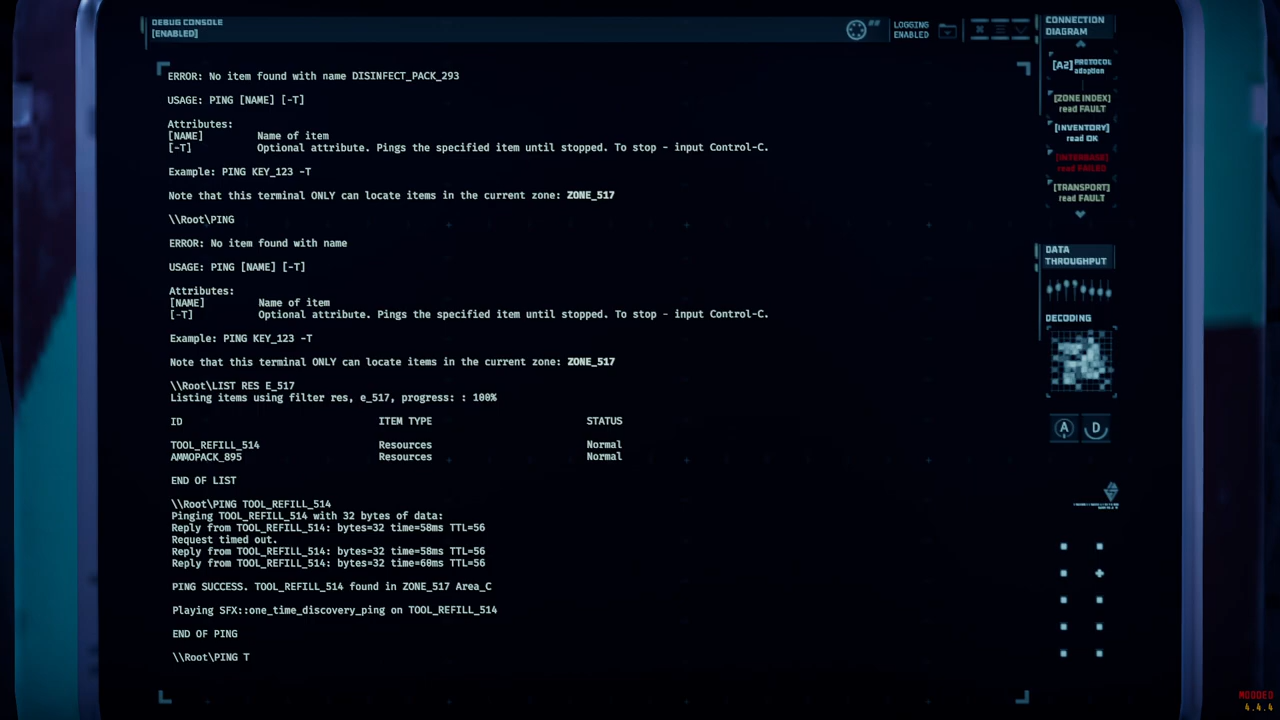 DEBUG CONSOLE
[ENABLED]
LOGGING
ENABLED
ERROR: No item found with name DISINFECT_PACK_293
USAGE: PING [NAME] [-T]
Attributes:
[NAME] Name of item
[-T] Optional attribute. Pings the specified item until stopped. To stop - input Control-C.
Example: PING KEY_123 -T
Note that this terminal ONLY can locate items in the current zone: ZONE_517
\\Root\PING
ERROR: No item found with name
USAGE: PING [NAME] [-T]
Attributes:
[NAME] Name of item
[-T] Optional attribute. Pings the specified item until stopped. To stop - input Control-C.
Example: PING KEY_123 -T
Note that this terminal ONLY can locate items in the current zone: ZONE_517
\\Root\LIST RES E_517
Listing items using filter res, e_517, progress: : 100%
ID ITEM TYPE STATUS
TOOL_REFILL_514 Resources Normal
AMMOPACK_895 Resources Normal
END OF LIST
\\Root\PING TOOL_REFILL_514
Pinging TOOL_REFILL_514 with 32 bytes of data:
Reply from TOOL_REFILL_514: bytes=32 time=58ms TTL=56
Request timed out.
Reply from TOOL_REFILL_514: bytes=32 time=58ms TTL=56
Reply from TOOL_REFILL_514: bytes=32 time=60ms TTL=56
PING SUCCESS. TOOL_REFILL_514 found in ZONE_517 Area_C
Playing SFX::one_time_discovery_ping on TOOL_REFILL_514
END OF PING
\\Root\PING T
CONNECTION
DIAGRAM
[A2] PROTOCOL
adoption
[ZONE INDEX]
read FAULT
[INVENTORY]
read OK
[INTERBASE]
read FAILED
[TRANSPORT]
read FAULT
DATA
THROUGHPUT
DECODING
A D
MODDED
4.4.4